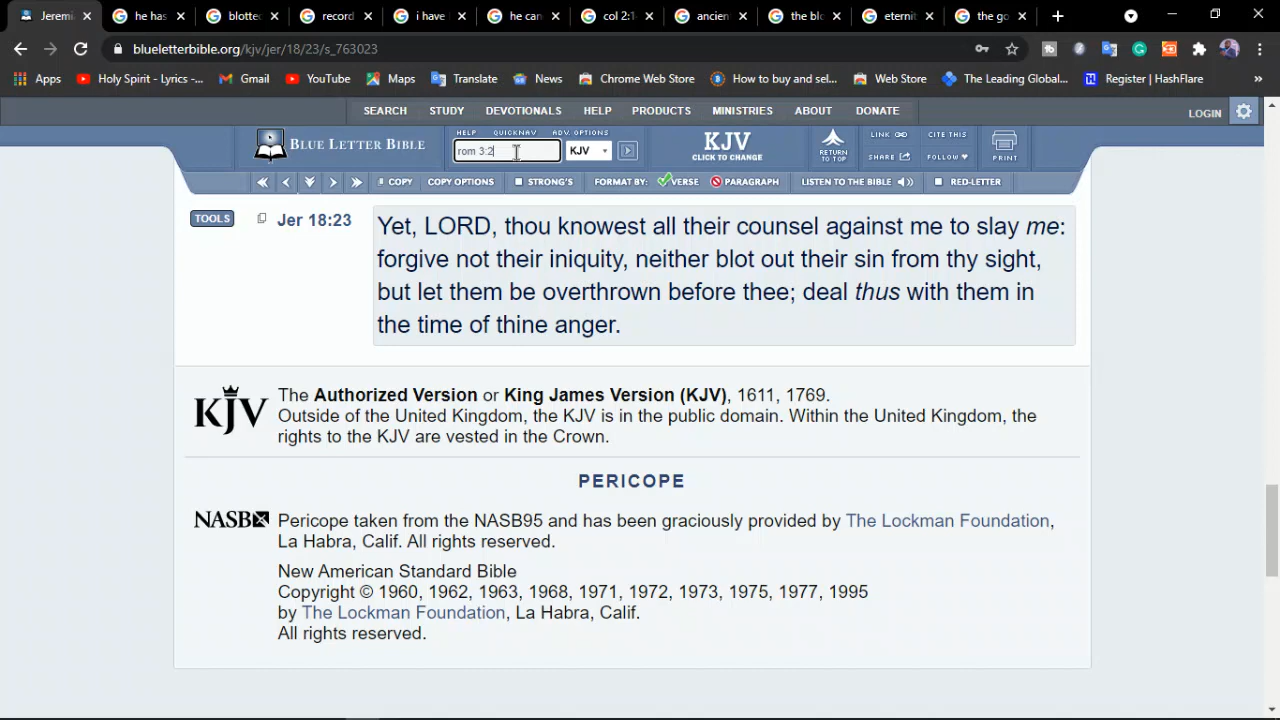 Jeremi he has blotte record i have he can col 2:1 ancien the blo eternit the go
blueletterbible.org/kjv/jer/18/23/s_763023
Apps Holy Spirit - Lyrics -... Gmail YouTube Maps Translate News Chrome Web Store How to buy and sel... Web Store The Leading Global... Register | HashFlare »
SEARCH STUDY DEVOTIONALS HELP PRODUCTS MINISTRIES ABOUT DONATE LOGIN
HELP QUICKNAV ADV. OPTIONS
BLUE LETTER BIBLE rom 3:2 KJV
KJV
CLICK TO CHANGE
RETURN TO TOP
LINK CITE THIS
SHARE FOLLOW
PRINT
COPY COPY OPTIONS STRONG'S FORMAT BY: VERSE PARAGRAPH LISTEN TO THE BIBLE RED-LETTER
TOOLS Jer 18:23 Yet, LORD, thou knowest all their counsel against me to slay me:
forgive not their iniquity, neither blot out their sin from thy sight,
but let them be overthrown before thee; deal thus with them in
the time of thine anger.
KJV The Authorized Version or King James Version (KJV), 1611, 1769.
Outside of the United Kingdom, the KJV is in the public domain. Within the United Kingdom, the
rights to the KJV are vested in the Crown.
PERICOPE
NASB Pericope taken from the NASB95 and has been graciously provided by The Lockman Foundation,
La Habra, Calif. All rights reserved.
New American Standard Bible
Copyright © 1960, 1962, 1963, 1968, 1971, 1972, 1973, 1975, 1977, 1995
by The Lockman Foundation, La Habra, Calif.
All rights reserved.